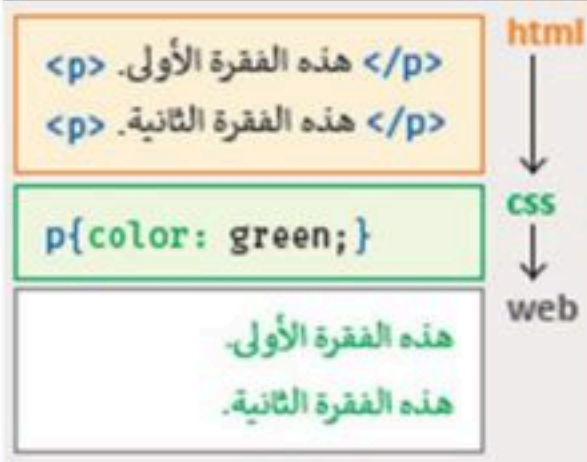 html
<p> هذه الفقرة الأولى. </p>
<p> هذه الفقرة الثانية. </p>
css
p{color: green;}
web
هذه الفقرة الأولى.
هذه الفقرة الثانية.